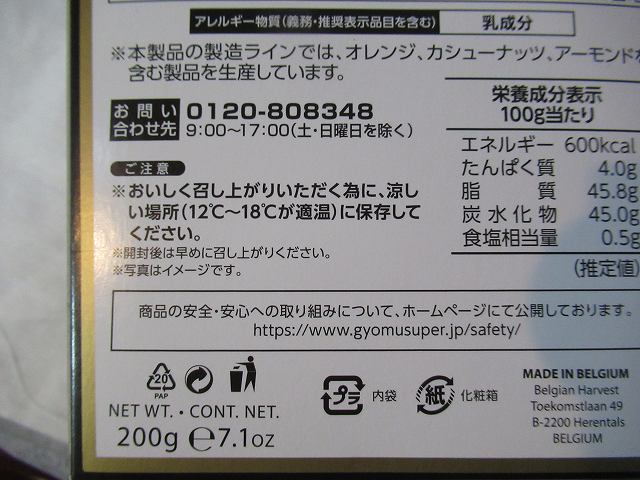 アレルギー物質(義務・推奨表示品目を含む) 乳成分
※本製品の製造ラインでは、オレンジ、カシューナッツ、アーモンドを
含む製品を生産しています。
お問い合わせ先 0120-808348
9:00〜17:00(土・日曜日を除く)
ご注意
※おいしく召し上がりいただく為に、涼し
い場所(12℃〜18℃が適温)に保存して
ください。
※開封後は早めに召し上がりください。
※写真はイメージです。
栄養成分表示
100g当たり
エネルギー 600kcal
たんぱく質 4.0g
脂質 45.8g
炭水化物 45.0g
食塩相当量 0.5g
(推定値)
商品の安全・安心への取り組みについて、ホームページにて公開しております。
https://www.gyomusuper.jp/safety/
20
PAP
プラ 内袋
紙 化粧箱
NET WT. • CONT. NET.
200g ℮ 7.1oz
MADE IN BELGIUM
Belgian Harvest
Toekomstlaan 49
B-2200 Herentals
BELGIUM